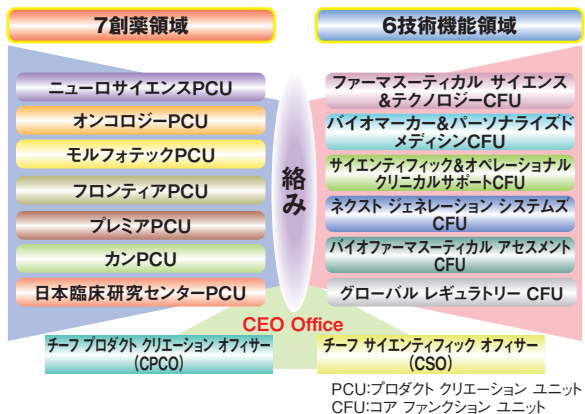 7創薬領域
ニューロサイエンスPCU
オンコロジーPCU
モルフォテックPCU
フロンティアPCU
プレミアPCU
カンPCU
日本臨床研究センターPCU
絡み
6技術機能領域
ファーマスーティカル サイエンス
&テクノロジーCFU
バイオマーカー&パーソナライズド
メディシンCFU
サイエンティフィック&オペレーショナル
クリニカルサポートCFU
ネクスト ジェネレーション システムズ
CFU
バイオファーマスーティカル アセスメント
CFU
グローバル レギュラトリー CFU
CEO Office
チーフ プロダクト クリエーション オフィサー
(CPCO)
チーフ サイエンティフィック オフィサー
(CSO)
PCU:プロダクト クリエーション ユニット
CFU:コア ファンクション ユニット